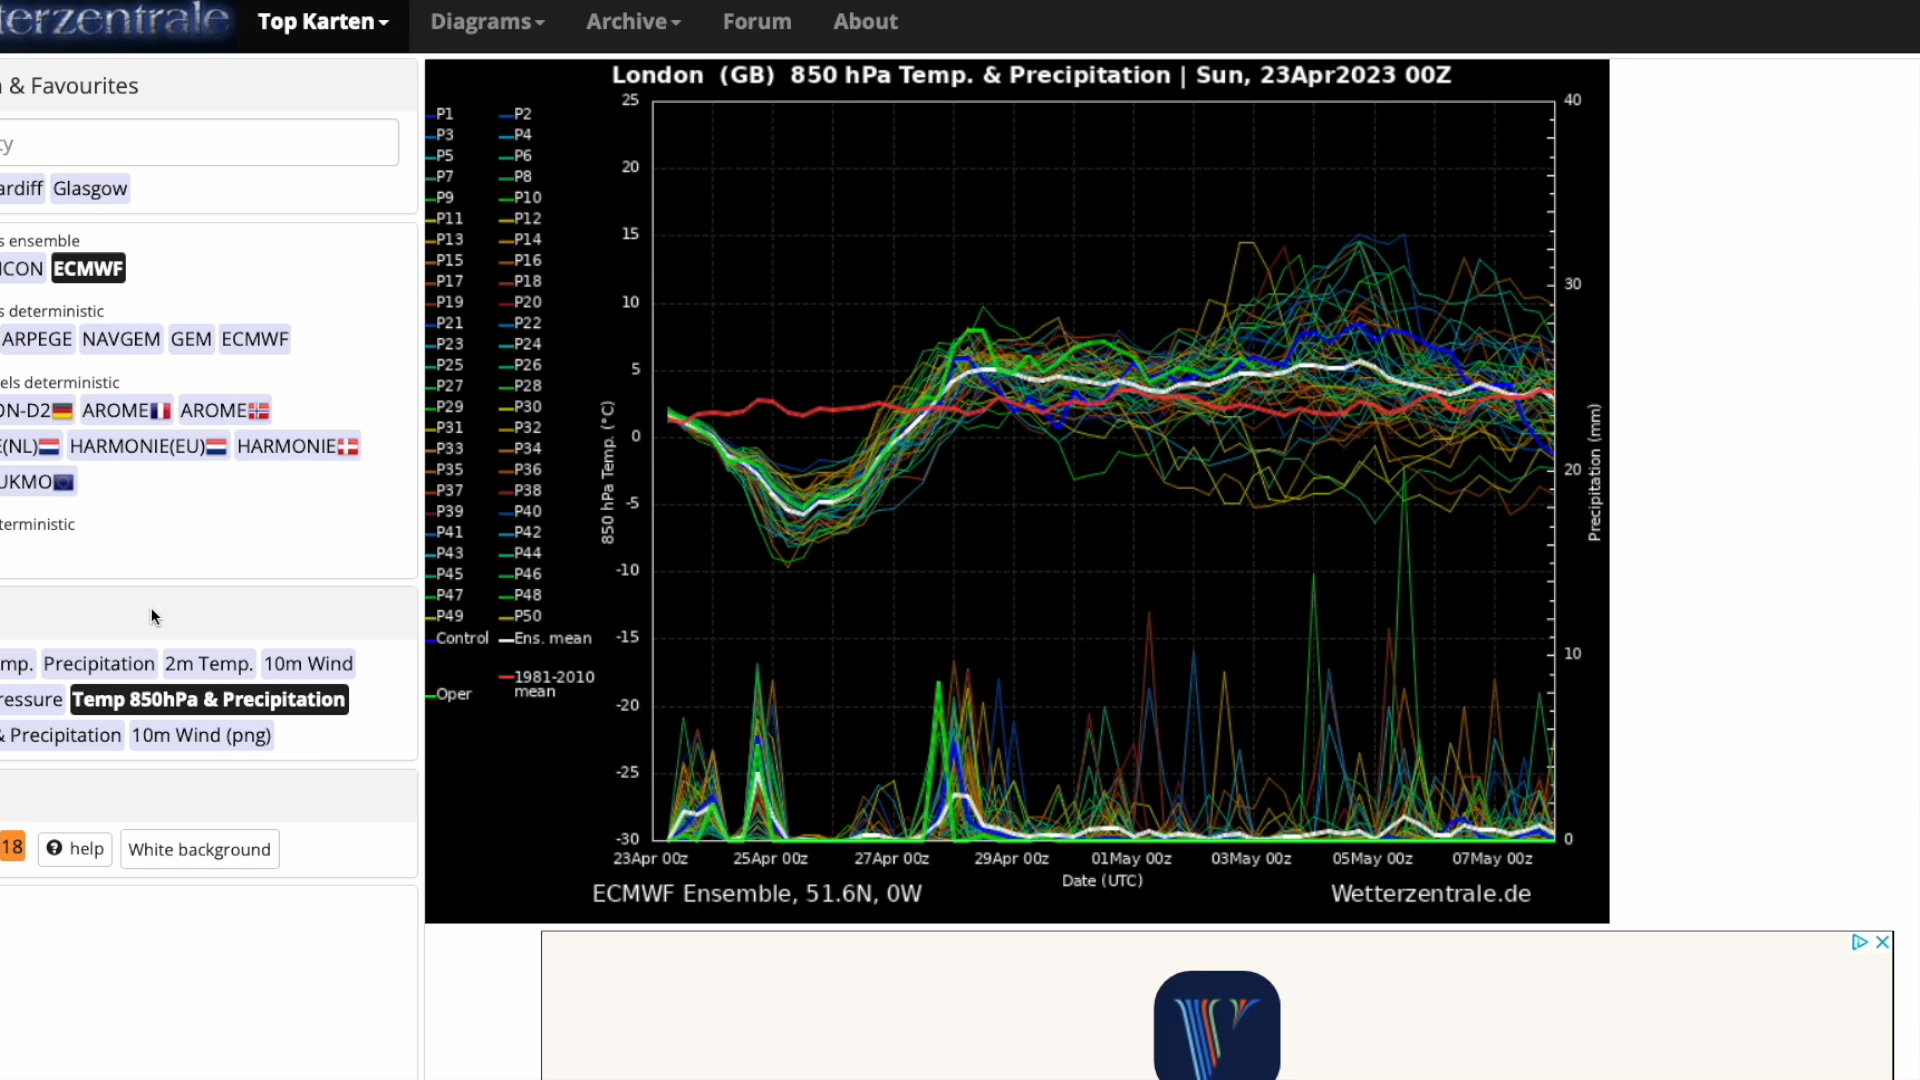 terzentrale Top Karten Diagrams Archive Forum About
& Favourites
ty
ardiff Glasgow
s ensemble
ICON ECMWF
s deterministic
ARPEGE NAVGEM GEM ECMWF
els deterministic
ON-D2 AROME AROME
E(NL) HARMONIE(EU) HARMONIE
UKMO
terministic
mp. Precipitation 2m Temp. 10m Wind
ressure Temp 850hPa & Precipitation
& Precipitation 10m Wind (png)
18 help White background
London (GB) 850 hPa Temp. & Precipitation | Sun, 23Apr2023 00Z
P1 P2
P3 P4
P5 P6
P7 P8
P9 P10
P11 P12
P13 P14
P15 P16
P17 P18
P19 P20
P21 P22
P23 P24
P25 P26
P27 P28
P29 P30
P31 P32
P33 P34
P35 P36
P37 P38
P39 P40
P41 P42
P43 P44
P45 P46
P47 P48
P49 P50
Control Ens. mean
1981-2010
mean
Oper
850 hPa Temp. (°C)
25
20
15
10
5
0
-5
-10
-15
-20
-25
-30
40
30
20
10
0
Precipitation (mm)
23Apr 00z 25Apr 00z 27Apr 00z 29Apr 00z 01May 00z 03May 00z 05May 00z 07May 00z
Date (UTC)
ECMWF Ensemble, 51.6N, 0W Wetterzentrale.de